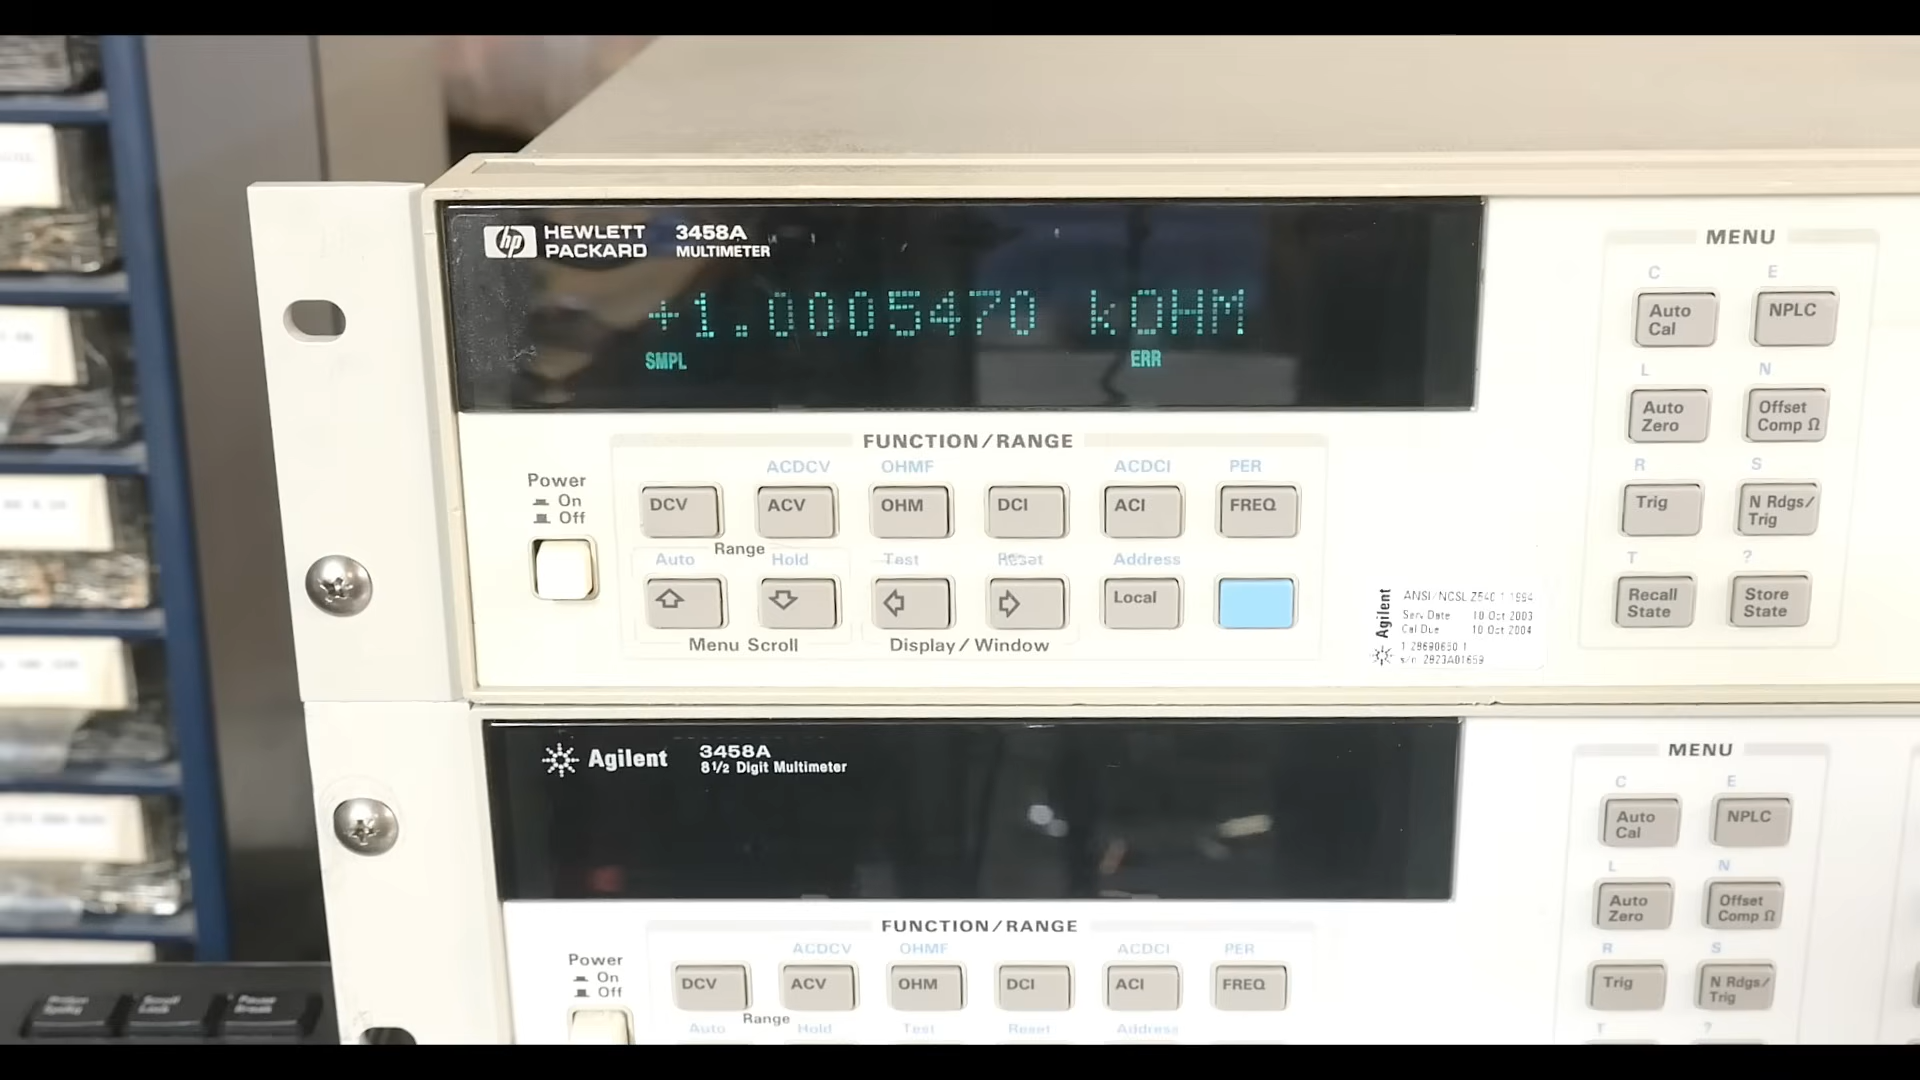 HEWLETT
PACKARD
3458A
MULTIMETER
+1.0005470 kOHM
SMPL ERR
MENU
C E
Auto
Cal
NPLC
L N
Auto
Zero
Offset
Comp Ω
R S
Trig
N Rdgs/
Trig
T ?
Recall
State
Store
State
FUNCTION/RANGE
Power
On
Off
ACDCV OHMF ACDCI PER
DCV ACV OHM DCI ACI FREQ
Range
Auto Hold Test Reset Address
Local
Menu Scroll Display/Window
Agilent
ANSI/NCSL Z540-1-1994
Serv Date 10 Oct 2003
Cal Due 10 Oct 2004
s/n 2823A01659
Agilent
3458A
8½ Digit Multimeter
MENU
C E
Auto
Cal
NPLC
L N
Auto
Zero
Offset
Comp Ω
R S
Trig
N Rdgs/
Trig
T ?
FUNCTION/RANGE
Power
On
Off
ACDCV OHMF ACDCI PER
DCV ACV OHM DCI ACI FREQ
Range
Auto Hold Test Reset Address
Scroll
Lock
Pause
Break